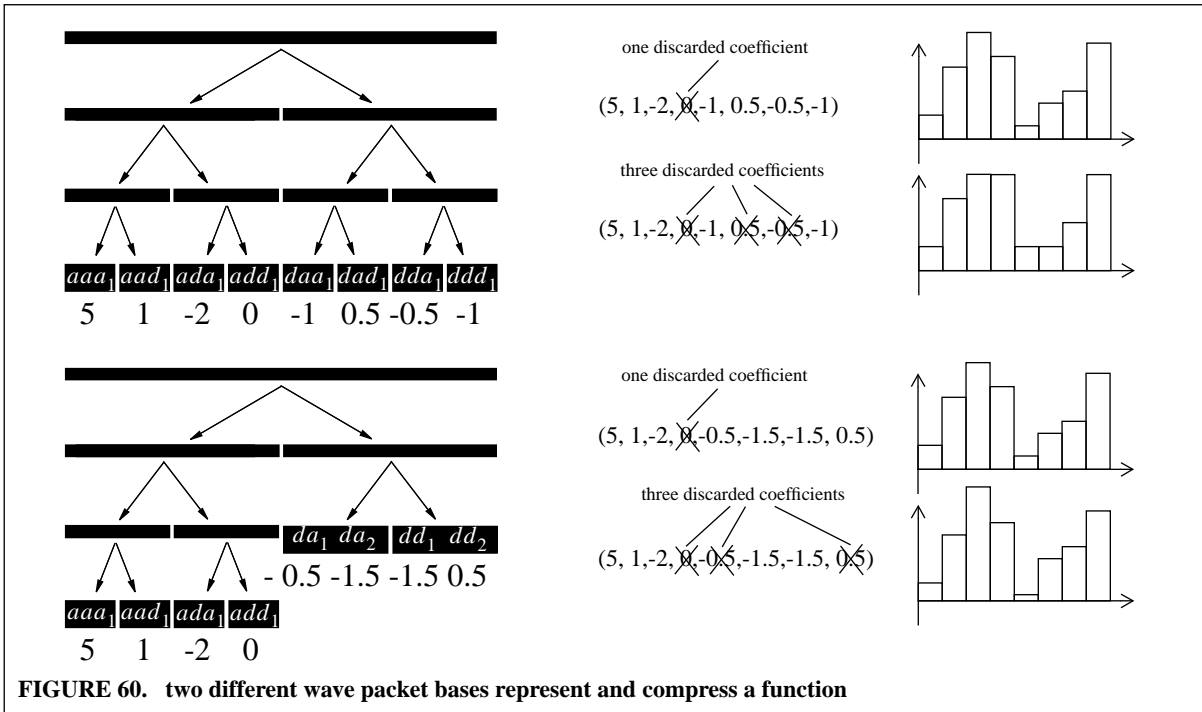 one discarded coefficient
(5, 1,-2, 0,-1, 0.5,-0.5,-1)
three discarded coefficients
(5, 1,-2, 0,-1, 0.5,-0.5,-1)
aaa₁ aad₁ ada₁ add₁ daa₁ dad₁ dda₁ ddd₁
5 1 -2 0 -1 0.5 -0.5 -1
one discarded coefficient
(5, 1,-2, 0,-0.5,-1.5,-1.5, 0.5)
three discarded coefficients
(5, 1,-2, 0,-0.5,-1.5,-1.5, 0.5)
da₁ da₂ dd₁ dd₂
- 0.5 -1.5 -1.5 0.5
aaa₁ aad₁ ada₁ add₁
5 1 -2 0
FIGURE 60. two different wave packet bases represent and compress a function